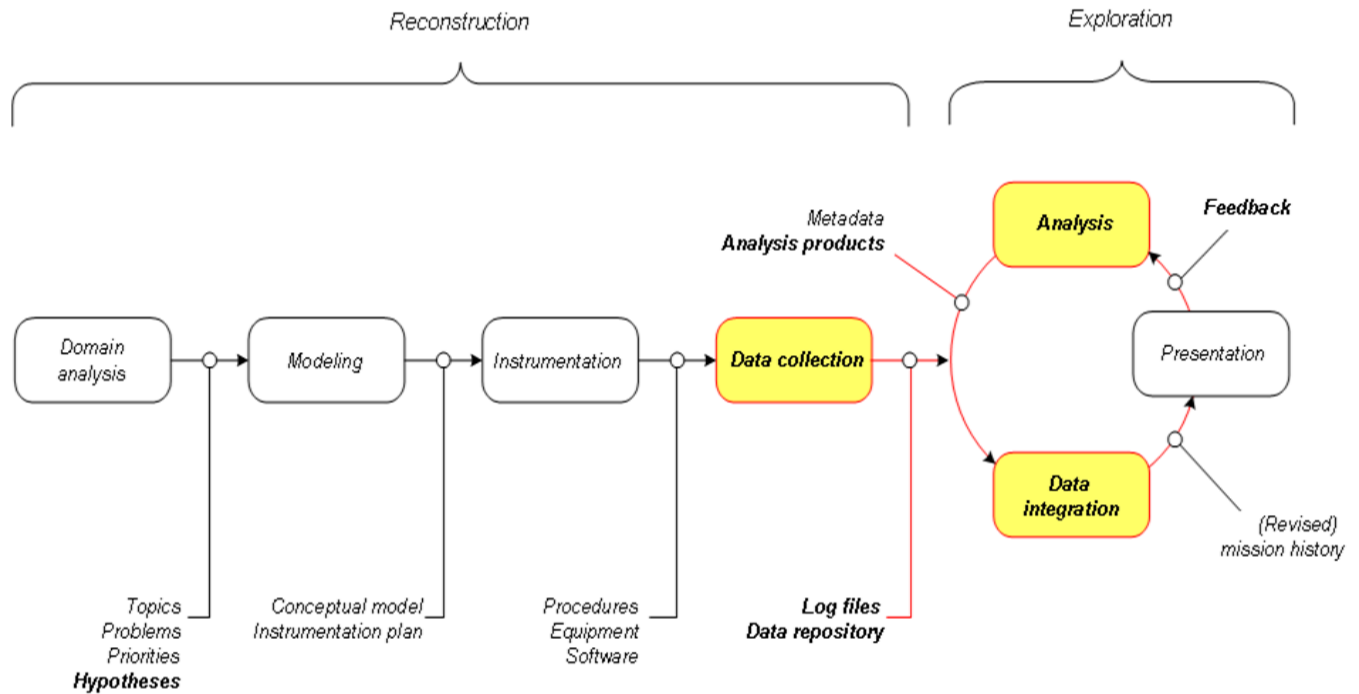 Reconstruction
Exploration
Metadata
Analysis products
Analysis
Feedback
Domain
analysis
Modeling
Instrumentation
Data collection
Presentation
Data
integration
(Revised)
mission history
Topics
Problems
Priorities
Hypotheses
Conceptual model
Instrumentation plan
Procedures
Equipment
Software
Log files
Data repository